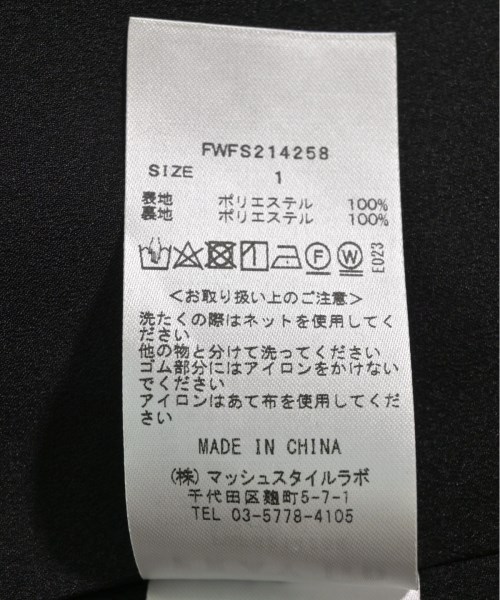 FWFS214258
SIZE 1
表地 ポリエステル 100%
裏地 ポリエステル 100%
F W E023
<お取り扱い上のご注意>
洗たくの際はネットを使用してく
ださい
他の物と分けて洗ってください
ゴム部分にはアイロンをかけない
でください
アイロンはあて布を使用してくだ
さい
MADE IN CHINA
(株)マッシュスタイルラボ
千代田区麹町5-7-1
TEL 03-5778-4105